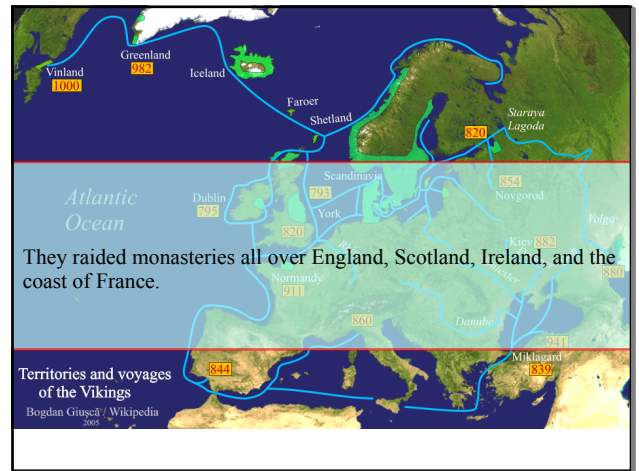 Greenland
982
Vinland
1000
Iceland
Faroer
Shetland
Staraya
Lagoda
820
Scandinavia
854
Novgorod
Atlantic
Ocean
Dublin
795
793
York
820
Volga
Kiev 882
880
They raided monasteries all over England, Scotland, Ireland, and the
coast of France.
Normandy
911
860
Danube
941
Miklagard
839
844
Territories and voyages
of the Vikings
Bogdan Giuşcă / Wikipedia
2005